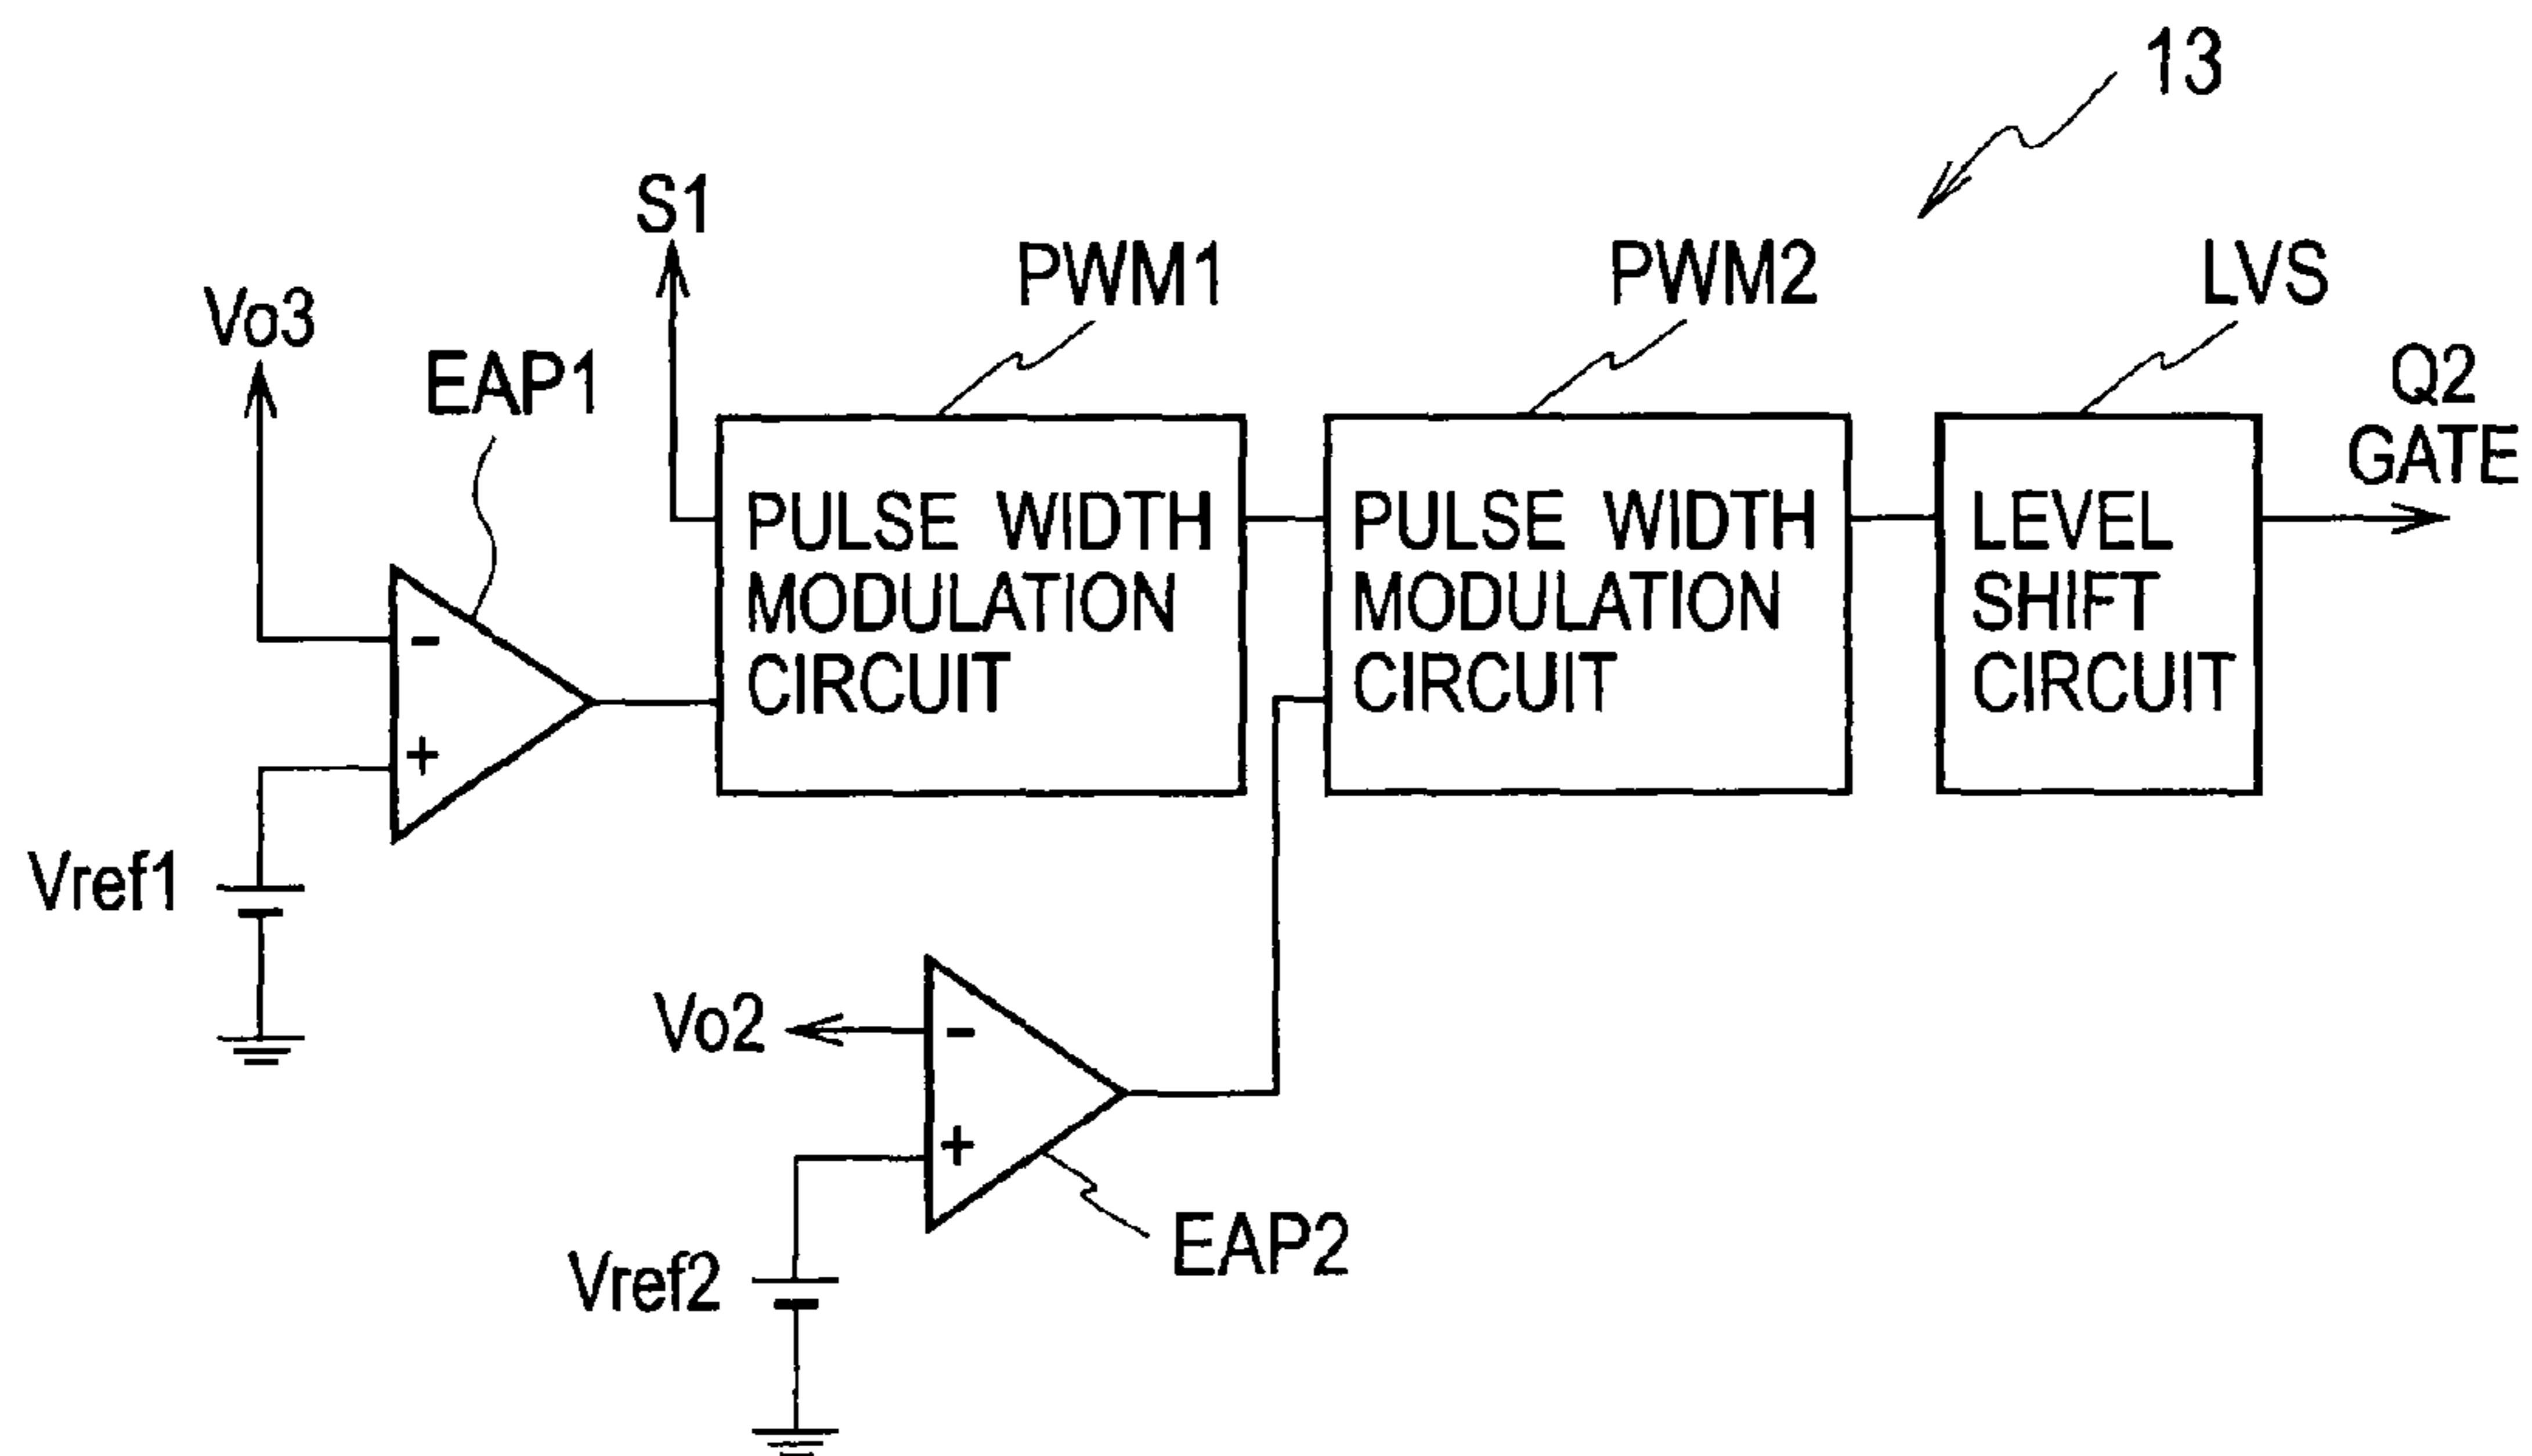 13
S1
PWM1
PWM2
LVS
Vo3
EAP1
Q2
GATE
PULSE WIDTH
MODULATION
CIRCUIT
PULSE WIDTH
MODULATION
CIRCUIT
LEVEL
SHIFT
CIRCUIT
-
+
Vref1
Vo2
-
+
EAP2
Vref2